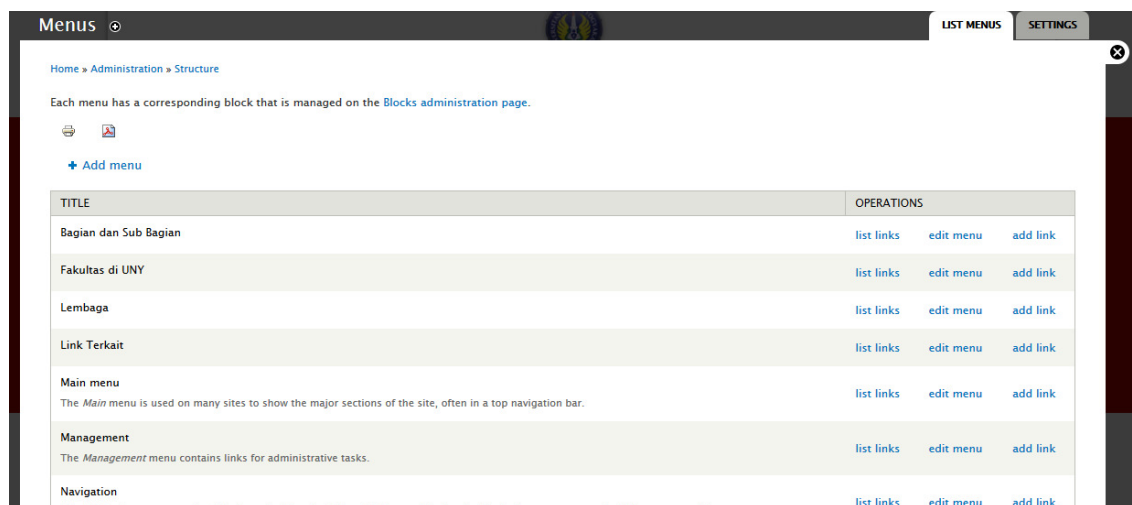 Menus
LIST MENUS SETTINGS
Home » Administration » Structure
Each menu has a corresponding block that is managed on the Blocks administration page.
+ Add menu
TITLE OPERATIONS
Bagian dan Sub Bagian list links edit menu add link
Fakultas di UNY list links edit menu add link
Lembaga list links edit menu add link
Link Terkait list links edit menu add link
Main menu
The Main menu is used on many sites to show the major sections of the site, often in a top navigation bar. list links edit menu add link
Management
The Management menu contains links for administrative tasks. list links edit menu add link
Navigation
list links edit menu add link